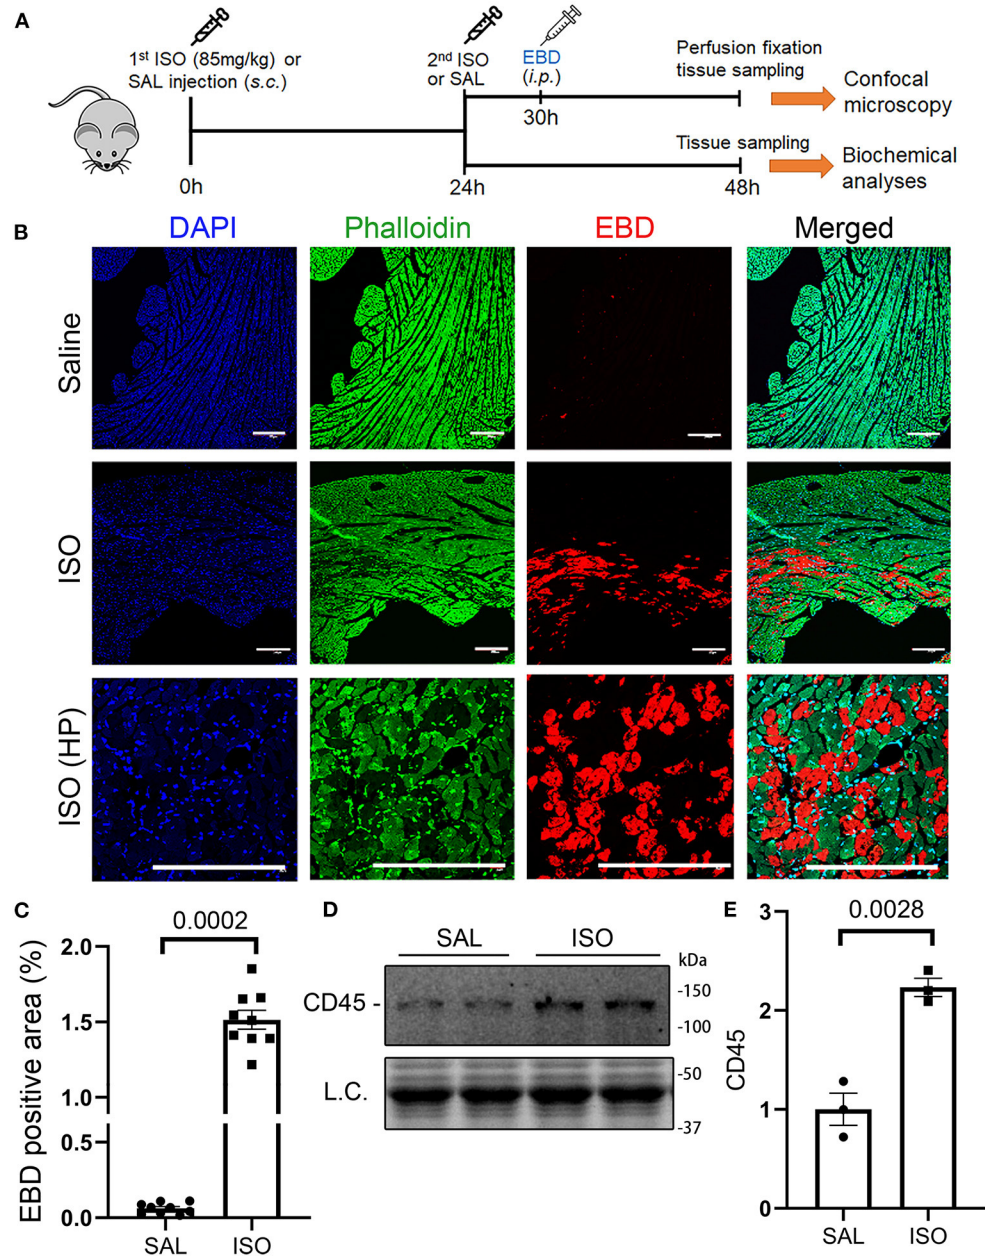 A
1st ISO (85mg/kg) or
SAL injection (s.c.)
2nd ISO
or SAL
EBD
(i.p.)
30h
Perfusion fixation
tissue sampling
Confocal
microscopy
Tissue sampling
Biochemical
analyses
0h
24h
48h
B
DAPI
Phalloidin
EBD
Merged
Saline
ISO
ISO (HP)
C
0.0002
EBD positive area (%)
2.0
1.5
1.0
0.5
0.0
SAL
ISO
D
SAL
ISO
kDa
CD45 -
-150
-100
L.C.
-50
-37
E
0.0028
CD45
3
2
1
0
SAL
ISO